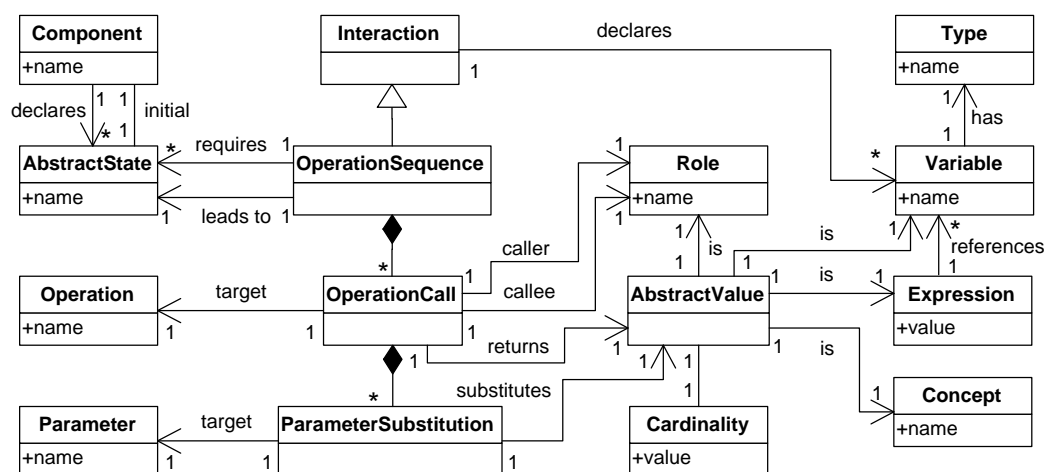 Component
+name
Interaction
Type
+name
declares
1
1
1
1
declares
initial
has
*
1
1
*
1
AbstractState
+name
requires
*
1
OperationSequence
Role
+name
1
Variable
+name
leads to
1
1
1
is
1
is
1
*
references
*
caller
1
1
1
1
Operation
+name
target
1
1
OperationCall
callee
1
AbstractValue
is
1
Expression
+value
1
returns
1
1
1
is
1
*
substitutes
1
1
Concept
+name
1
Parameter
+name
target
1
1
ParameterSubstitution
1
Cardinality
+value